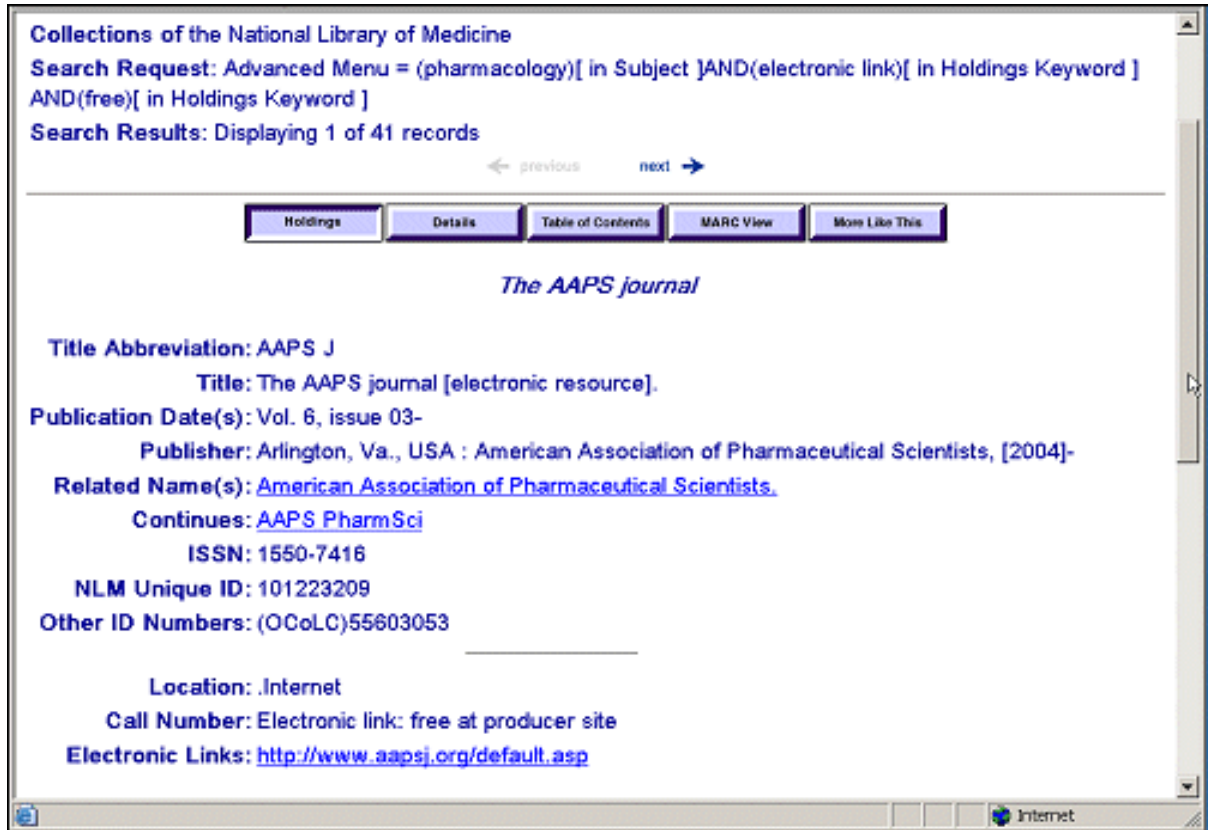 Collections of the National Library of Medicine
Search Request: Advanced Menu = (pharmacology)[ in Subject ]AND(electronic link)[ in Holdings Keyword ]
AND(free)[ in Holdings Keyword ]
Search Results: Displaying 1 of 41 records
previous next
Holdings Details Table of Contents MARC View More Like This
The AAPS journal
Title Abbreviation: AAPS J
Title: The AAPS journal [electronic resource].
Publication Date(s): Vol. 6, issue 03-
Publisher: Arlington, Va., USA : American Association of Pharmaceutical Scientists, [2004]-
Related Name(s): American Association of Pharmaceutical Scientists.
Continues: AAPS PharmSci
ISSN: 1550-7416
NLM Unique ID: 101223209
Other ID Numbers: (OCoLC)55603053
Location: .Internet
Call Number: Electronic link: free at producer site
Electronic Links: http://www.aapsj.org/default.asp
Internet